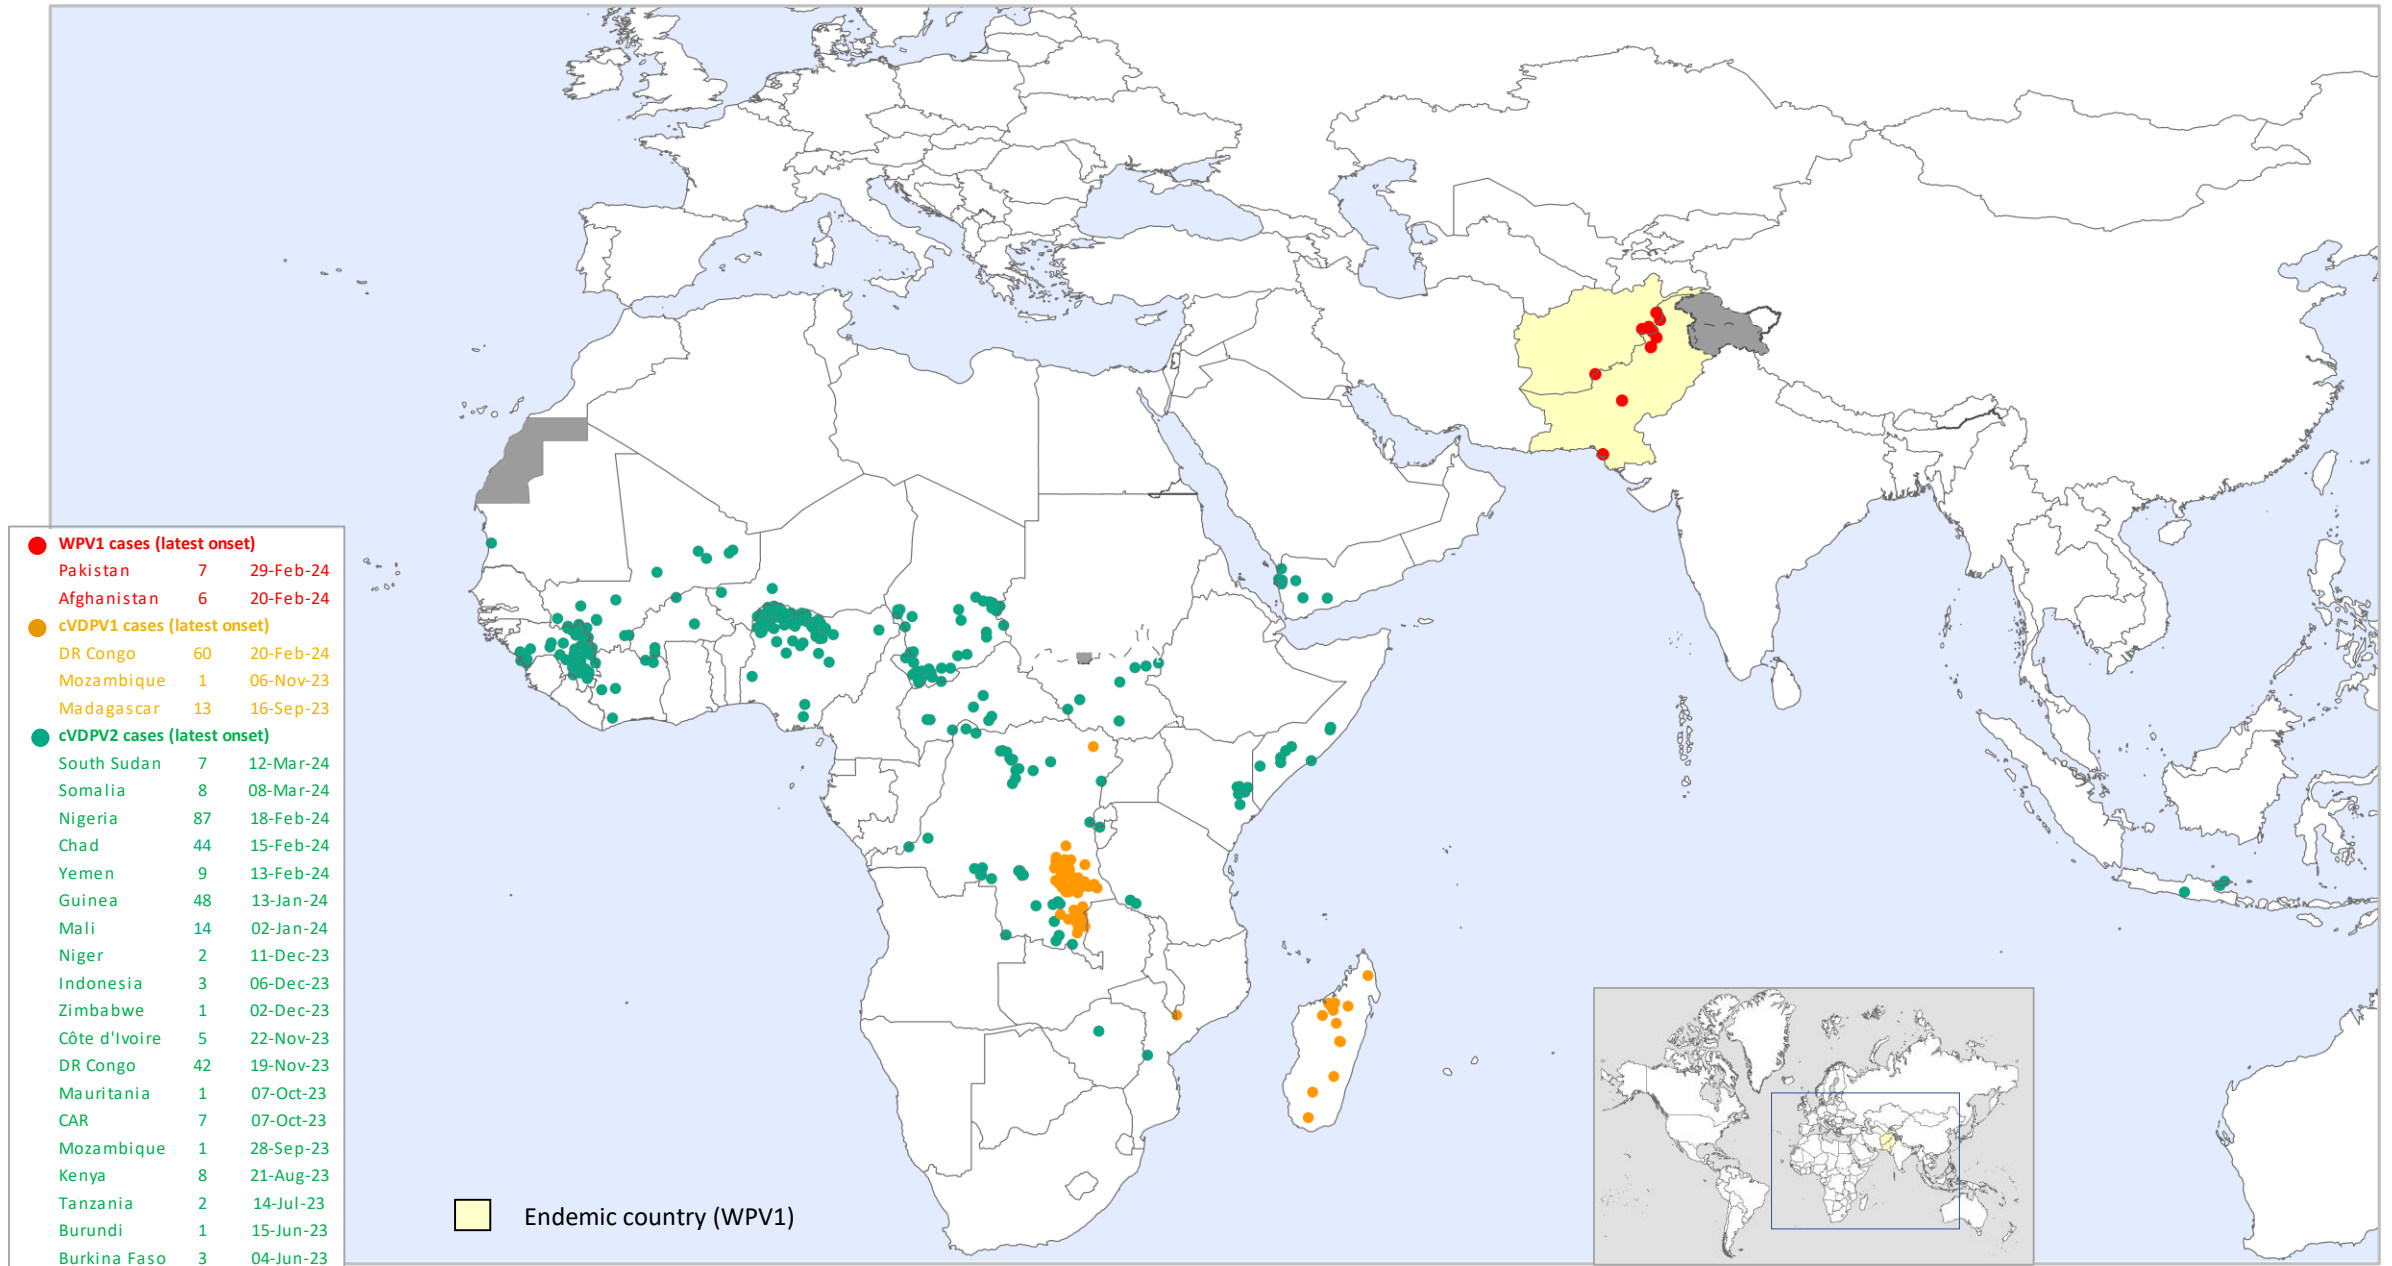 WPV1 cases (latest onset)
Pakistan 7 29-Feb-24
Afghanistan 6 20-Feb-24
cVDPV1 cases (latest onset)
DR Congo 60 20-Feb-24
Mozambique 1 06-Nov-23
Madagascar 13 16-Sep-23
cVDPV2 cases (latest onset)
South Sudan 7 12-Mar-24
Somalia 8 08-Mar-24
Nigeria 87 18-Feb-24
Chad 44 15-Feb-24
Yemen 9 13-Feb-24
Guinea 48 13-Jan-24
Mali 14 02-Jan-24
Niger 2 11-Dec-23
Indonesia 3 06-Dec-23
Zimbabwe 1 02-Dec-23
Côte d'Ivoire 5 22-Nov-23
DR Congo 42 19-Nov-23
Mauritania 1 07-Oct-23
CAR 7 07-Oct-23
Mozambique 1 28-Sep-23
Kenya 8 21-Aug-23
Tanzania 2 14-Jul-23
Burundi 1 15-Jun-23
Burkina Faso 3 04-Jun-23
Endemic country (WPV1)